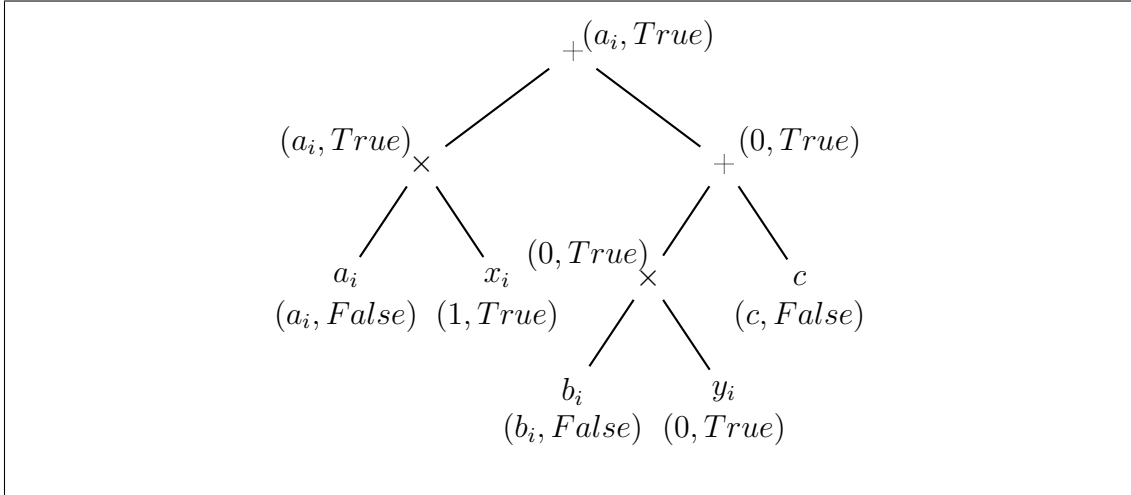 + (a_i, True)
(a_i, True) × + (0, True)
a_i x_i (0, True) × c
(a_i, False) (1, True) (c, False)
b_i y_i
(b_i, False) (0, True)